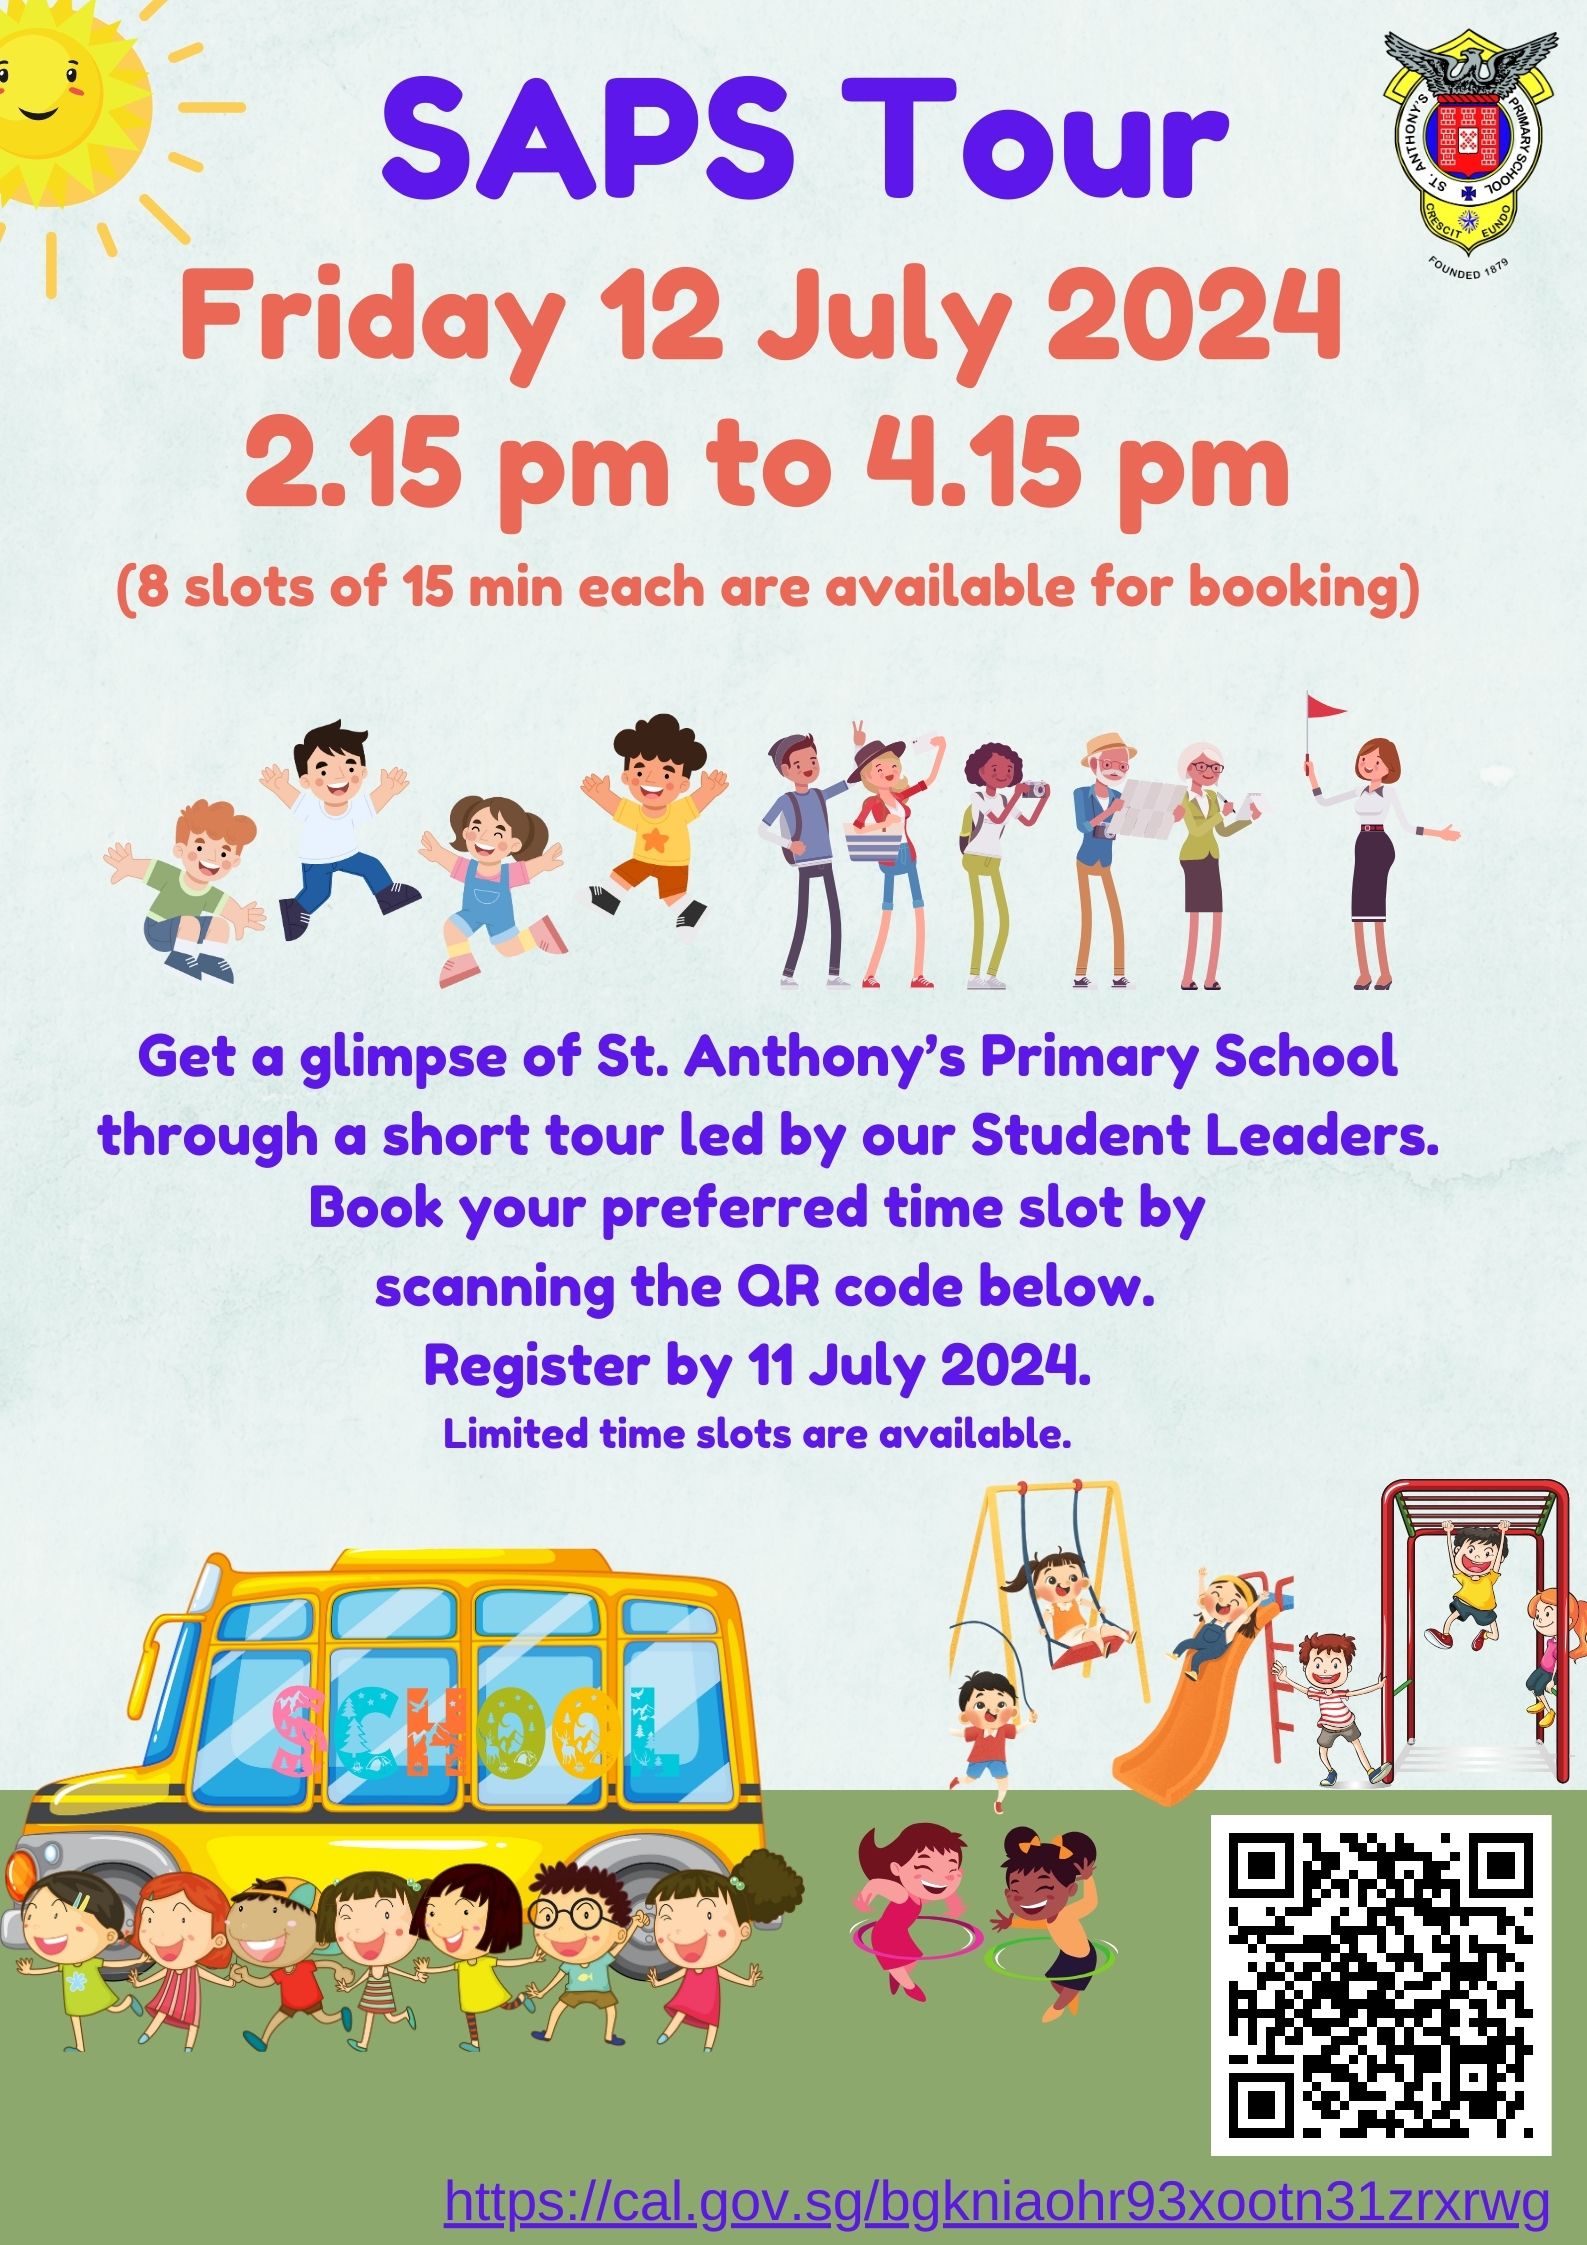 SAPS Tour
ST. ANTHONY'S PRIMARY SCHOOL
CRESCIT EUNDO
FOUNDED 1879
Friday 12 July 2024
2.15 pm to 4.15 pm
(8 slots of 15 min each are available for booking)
Get a glimpse of St. Anthony's Primary School
through a short tour led by our Student Leaders.
Book your preferred time slot by
scanning the QR code below.
Register by 11 July 2024.
Limited time slots are available.
SCHOOL
https://cal.gov.sg/bgkniaohr93xootn31zrxrwg